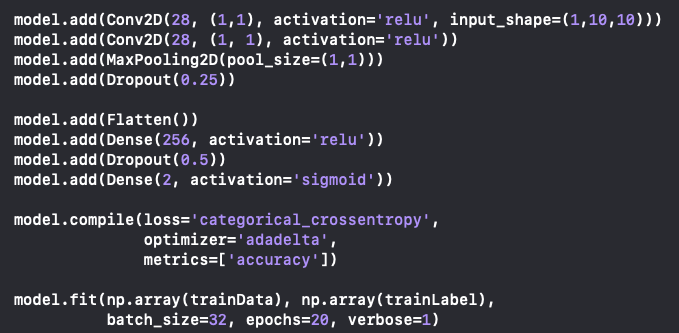 model.add(Conv2D(28, (1,1), activation='relu', input_shape=(1,10,10)))
model.add(Conv2D(28, (1, 1), activation='relu'))
model.add(MaxPooling2D(pool_size=(1,1)))
model.add(Dropout(0.25))

model.add(Flatten())
model.add(Dense(256, activation='relu'))
model.add(Dropout(0.5))
model.add(Dense(2, activation='sigmoid'))

model.compile(loss='categorical_crossentropy',
              optimizer='adadelta',
              metrics=['accuracy'])

model.fit(np.array(trainData), np.array(trainLabel),
          batch_size=32, epochs=20, verbose=1)